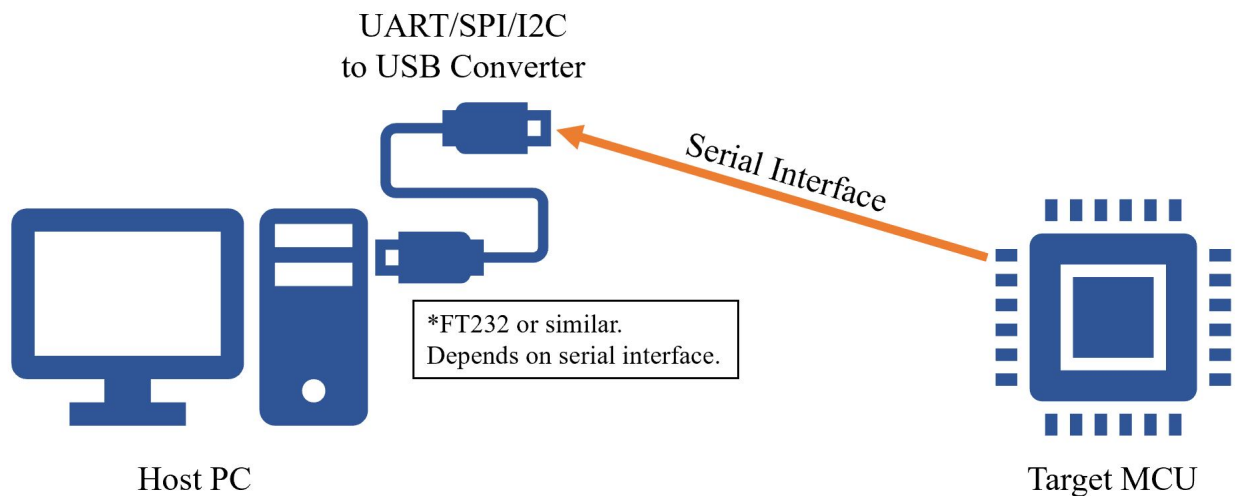 UART/SPI/I2C
to USB Converter
Serial Interface
*FT232 or similar.
Depends on serial interface.
Host PC
Target MCU